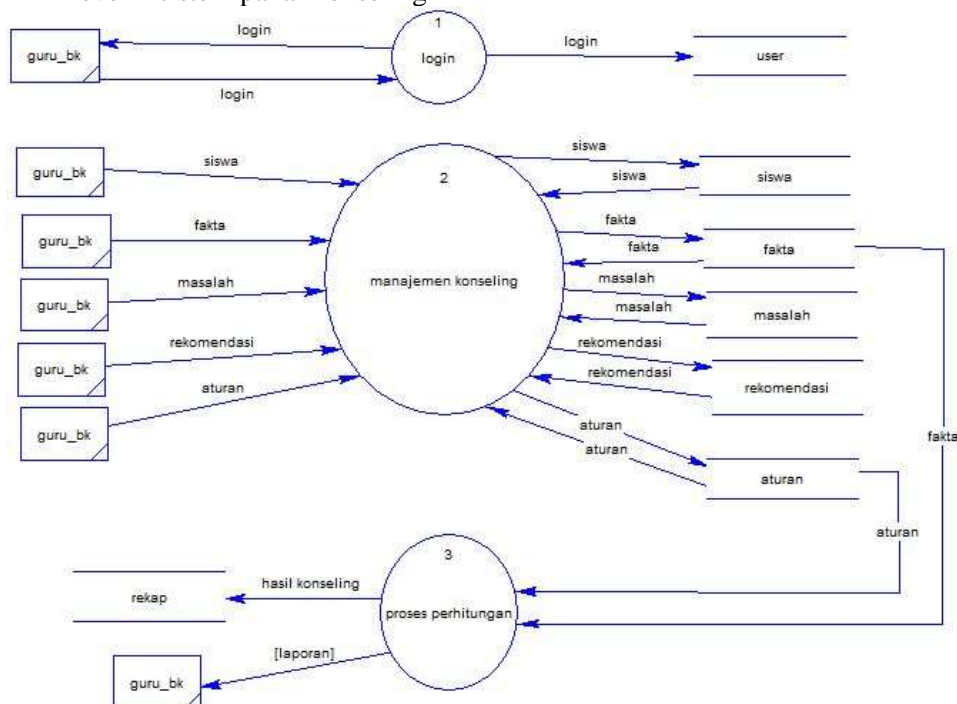 login
1
guru_bk
login
login
user
login
siswa
siswa
2
guru_bk
siswa
siswa
fakta
fakta
guru_bk
fakta
fakta
masalah
manajemen konseling
masalah
guru_bk
masalah
masalah
rekomendasi
rekomendasi
guru_bk
rekomendasi
rekomendasi
aturan
aturan
guru_bk
aturan
aturan
fakta
aturan
3
hasil konseling
rekap
proses perhitungan
[laporan]
guru_bk